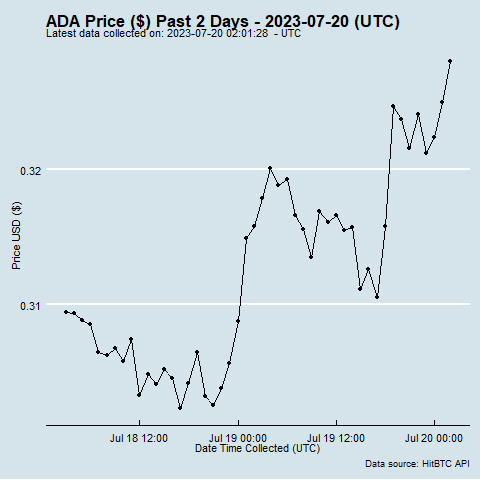 ADA Price ($) Past 2 Days - 2023-07-20 (UTC)
Latest data collected on: 2023-07-20 02:01:28 - UTC
0.32
Price USD ($)
0.31
Jul 18 12:00 Jul 19 00:00 Jul 19 12:00 Jul 20 00:00
Date Time Collected (UTC)
Data source: HitBTC API